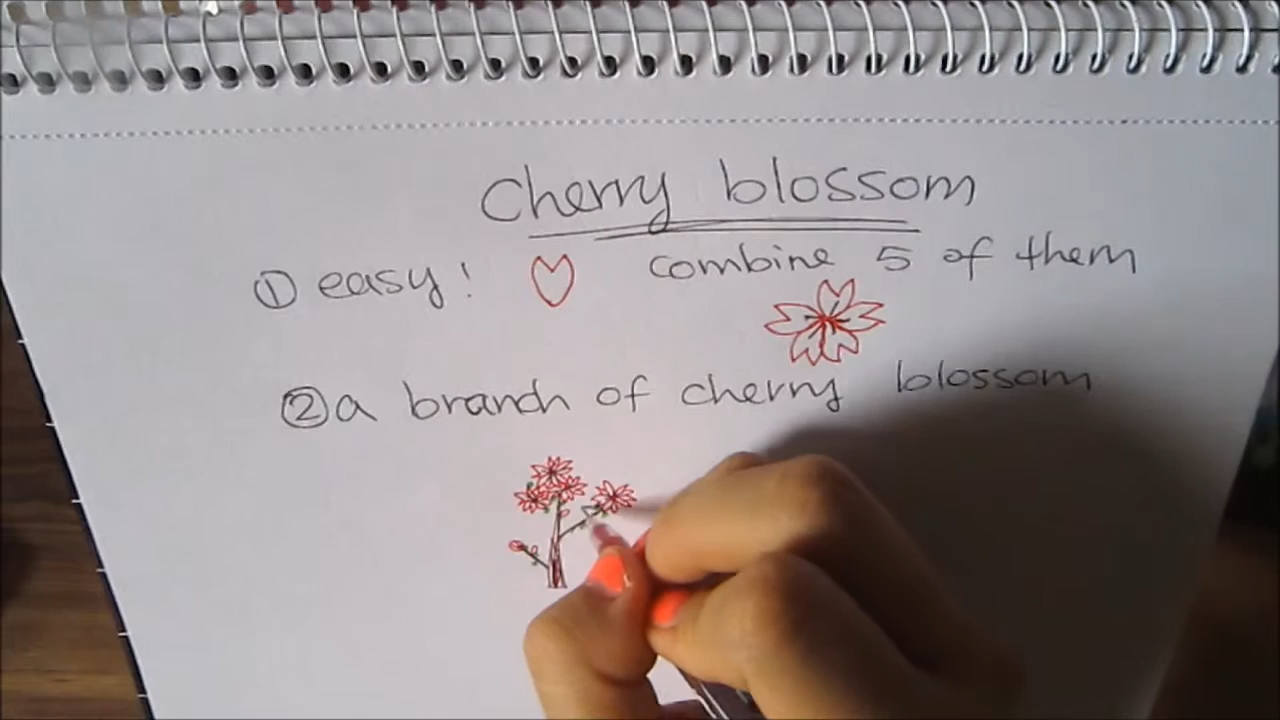 Cherry blossom
① easy! combine 5 of them
② a branch of cherry blossom